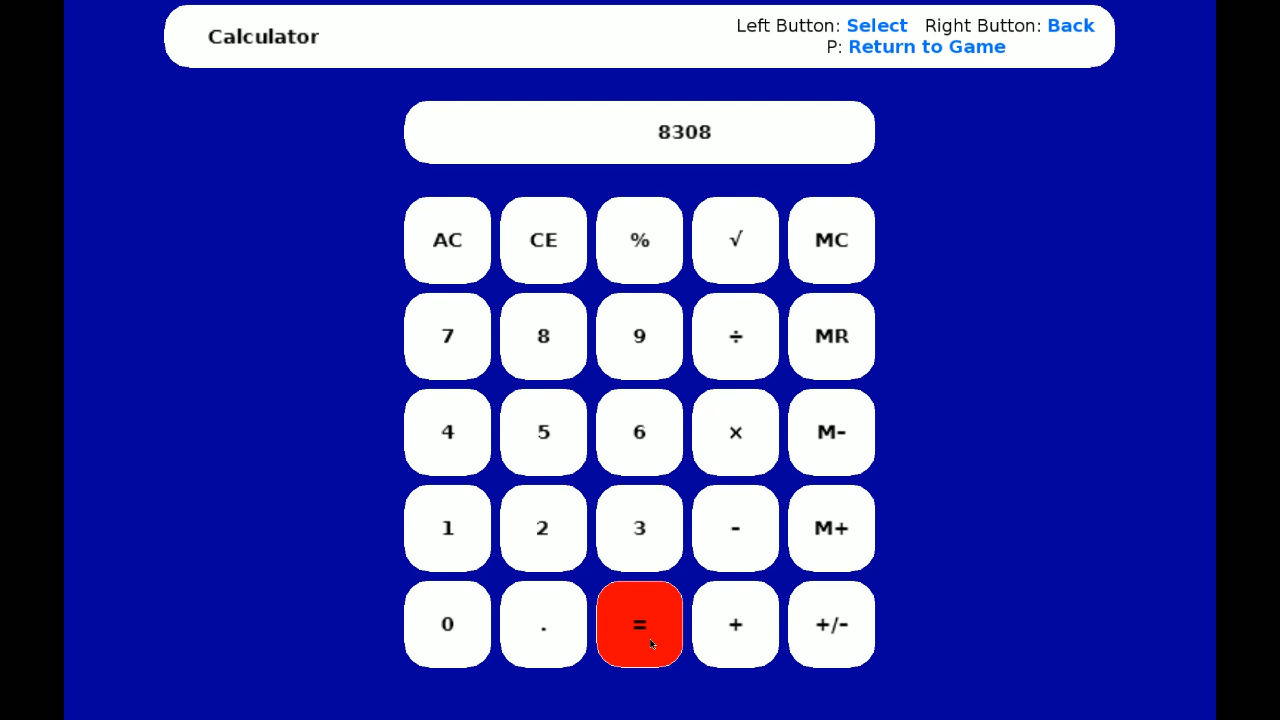 Calculator
Left Button: Select Right Button: Back
P: Return to Game
8308
AC CE % √ MC
7 8 9 ÷ MR
4 5 6 × M–
1 2 3 – M+
0 . = + +/–